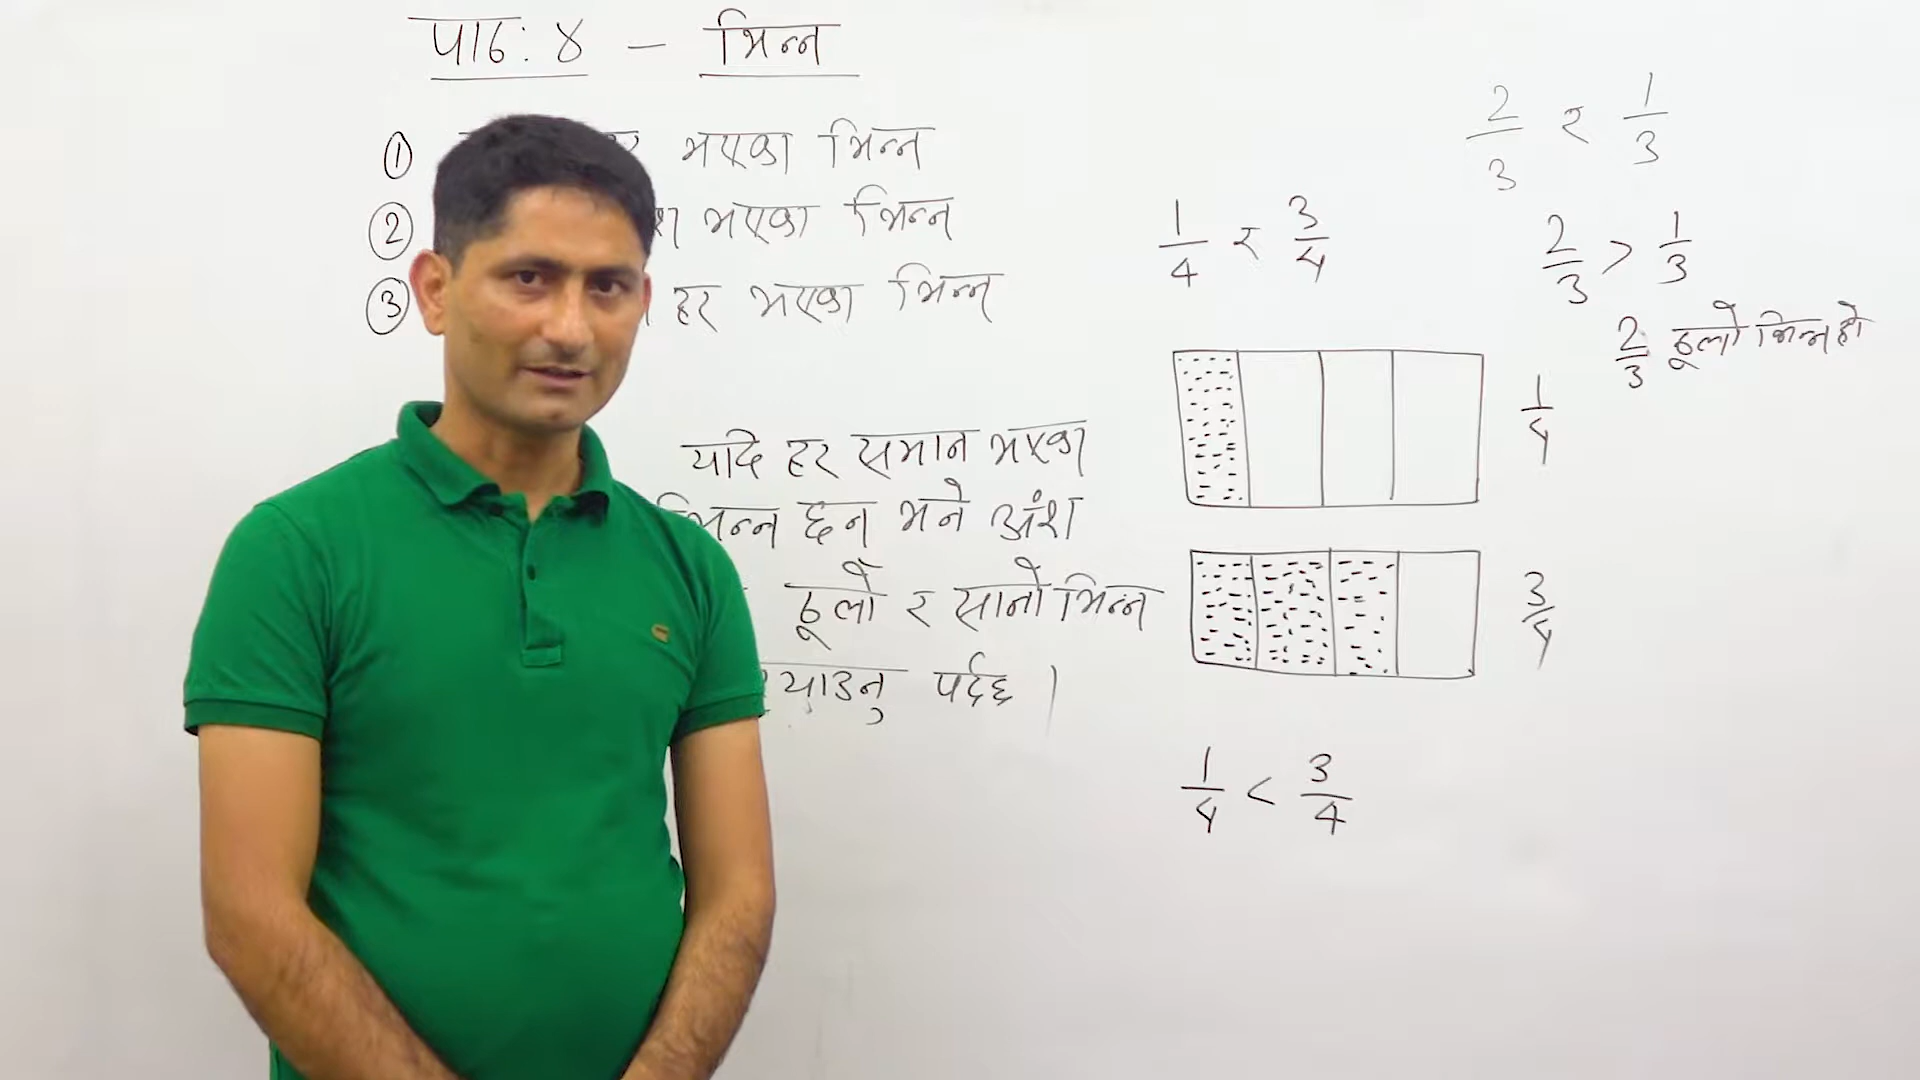 पाठ: ४ - भिन्न
① भएका भिन्न
② भएका भिन्न
③ हर भएका भिन्न
यदि हर समान भएका
भिन्न छन् भने अंश
ठूलो र सानो भिन्न
पर्दछ ।
1/4 र 3/4
1/4
3/4
1/4 < 3/4
2/3 र 1/3
2/3 > 1/3
2/3 ठूलो भिन्न हो